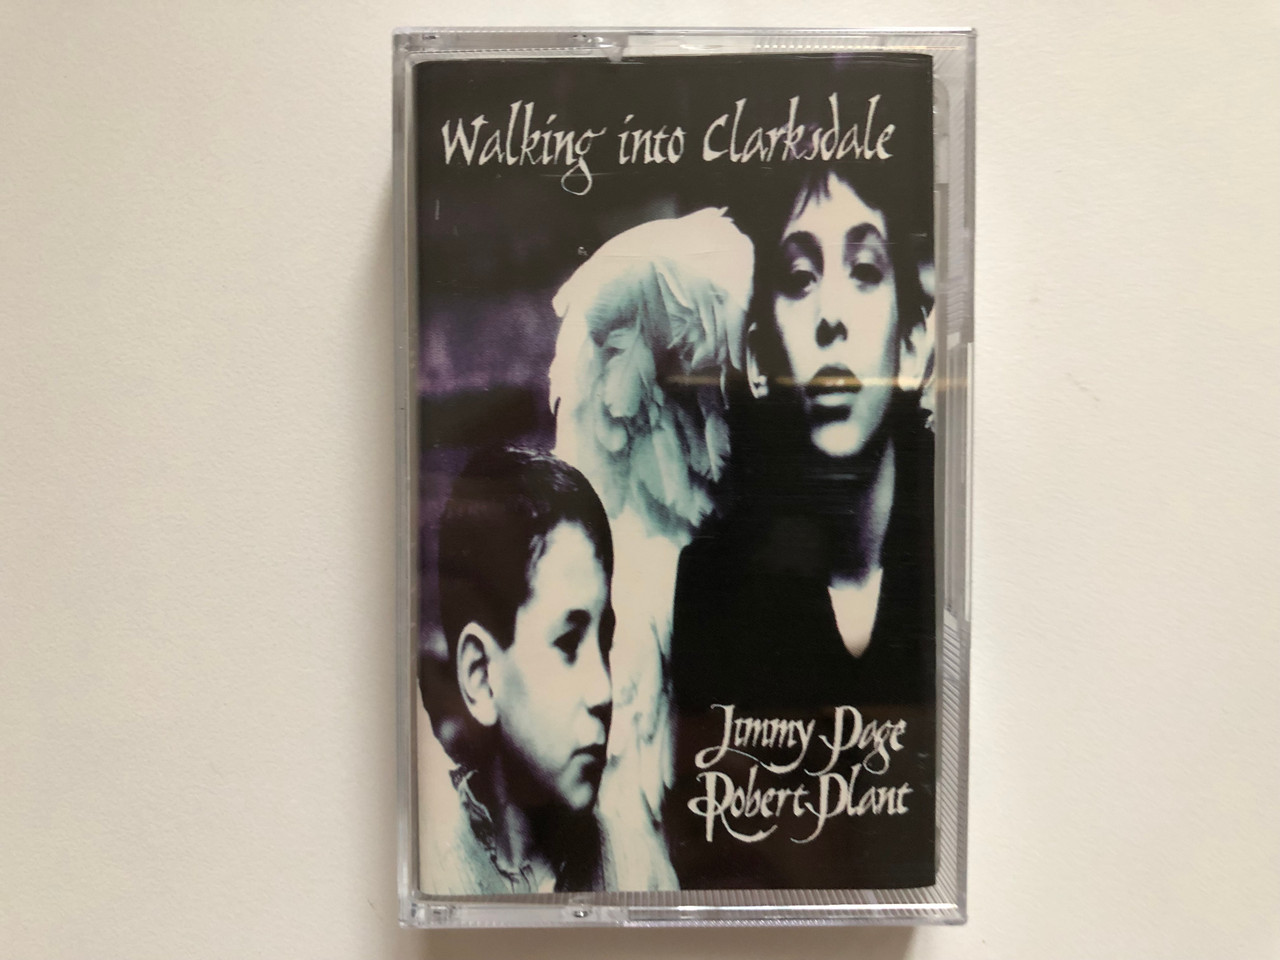 Walking into Clarksdale
Jimmy Page
Robert Plant